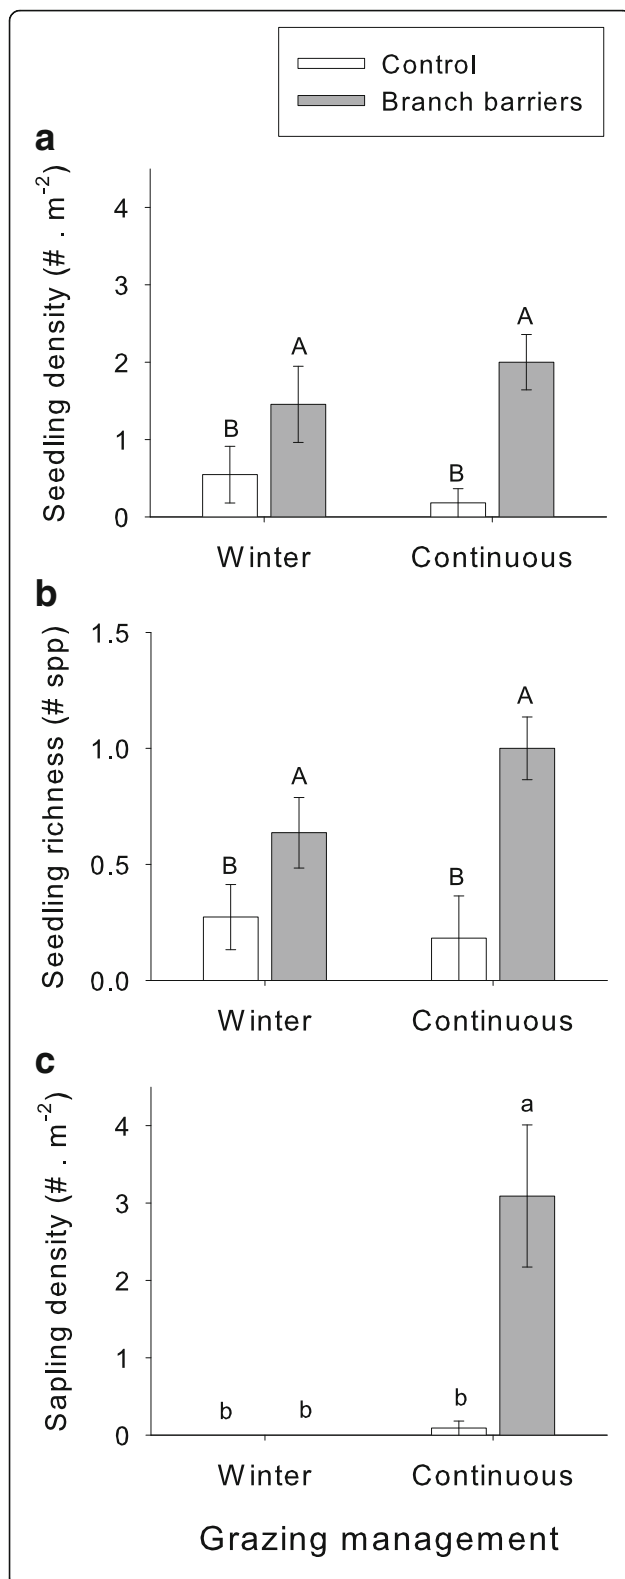 Control
Branch barriers
a
Seedling density (# . m-2)
4
3
2
1
0
B
A
B
A
Winter
Continuous
b
Seedling richness (# spp)
1.5
1.0
0.5
0.0
B
A
B
A
Winter
Continuous
c
Sapling density (# . m-2)
4
3
2
1
0
b
b
b
a
Winter
Continuous
Grazing management